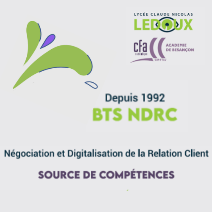 LYCÉE CLAUDE NICOLAS
LEDOUX
cfa
ACADÉMIE
DE BESANÇON
Depuis 1992
BTS NDRC
Négociation et Digitalisation de la Relation Client
SOURCE DE COMPÉTENCES